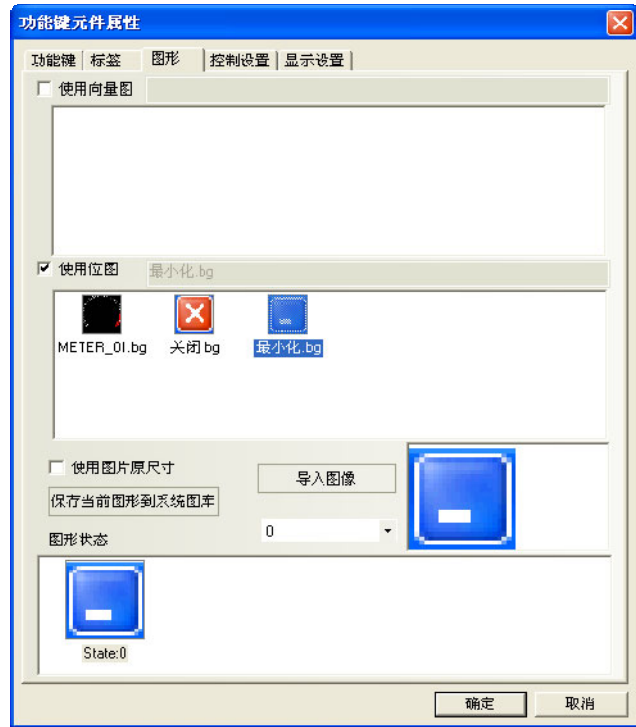 功能键元件属性
功能键 标签 图形 控制设置 显示设置
使用向量图
使用位图 最小化.bg
METER_01.bg 关闭.bg 最小化.bg
使用图片原尺寸
导入图像
保存当前图形到系统图库
0
图形状态
State:0
确定 取消